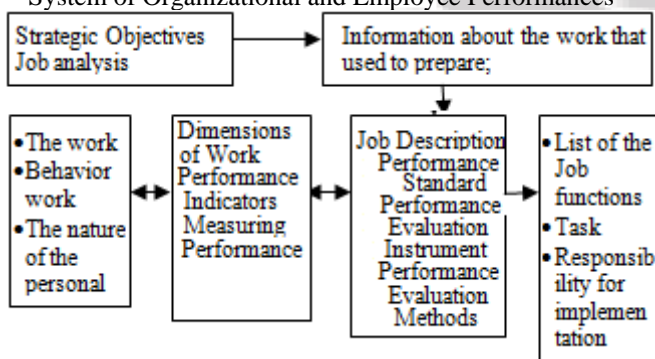 System of Organizational and Employee Performances
Strategic Objectives
Job analysis
Information about the work that
used to prepare;
•The work
•Behavior
work
•The nature
of the
personal
Dimensions
of Work
Performance
Indicators
Measuring
Performance
Job Description
Performance
Standard
Performance
Evaluation
Instrument
Performance
Evaluation
Methods
•List of the
Job
functions
•Task
•Responsib
ility for
implemen
tation